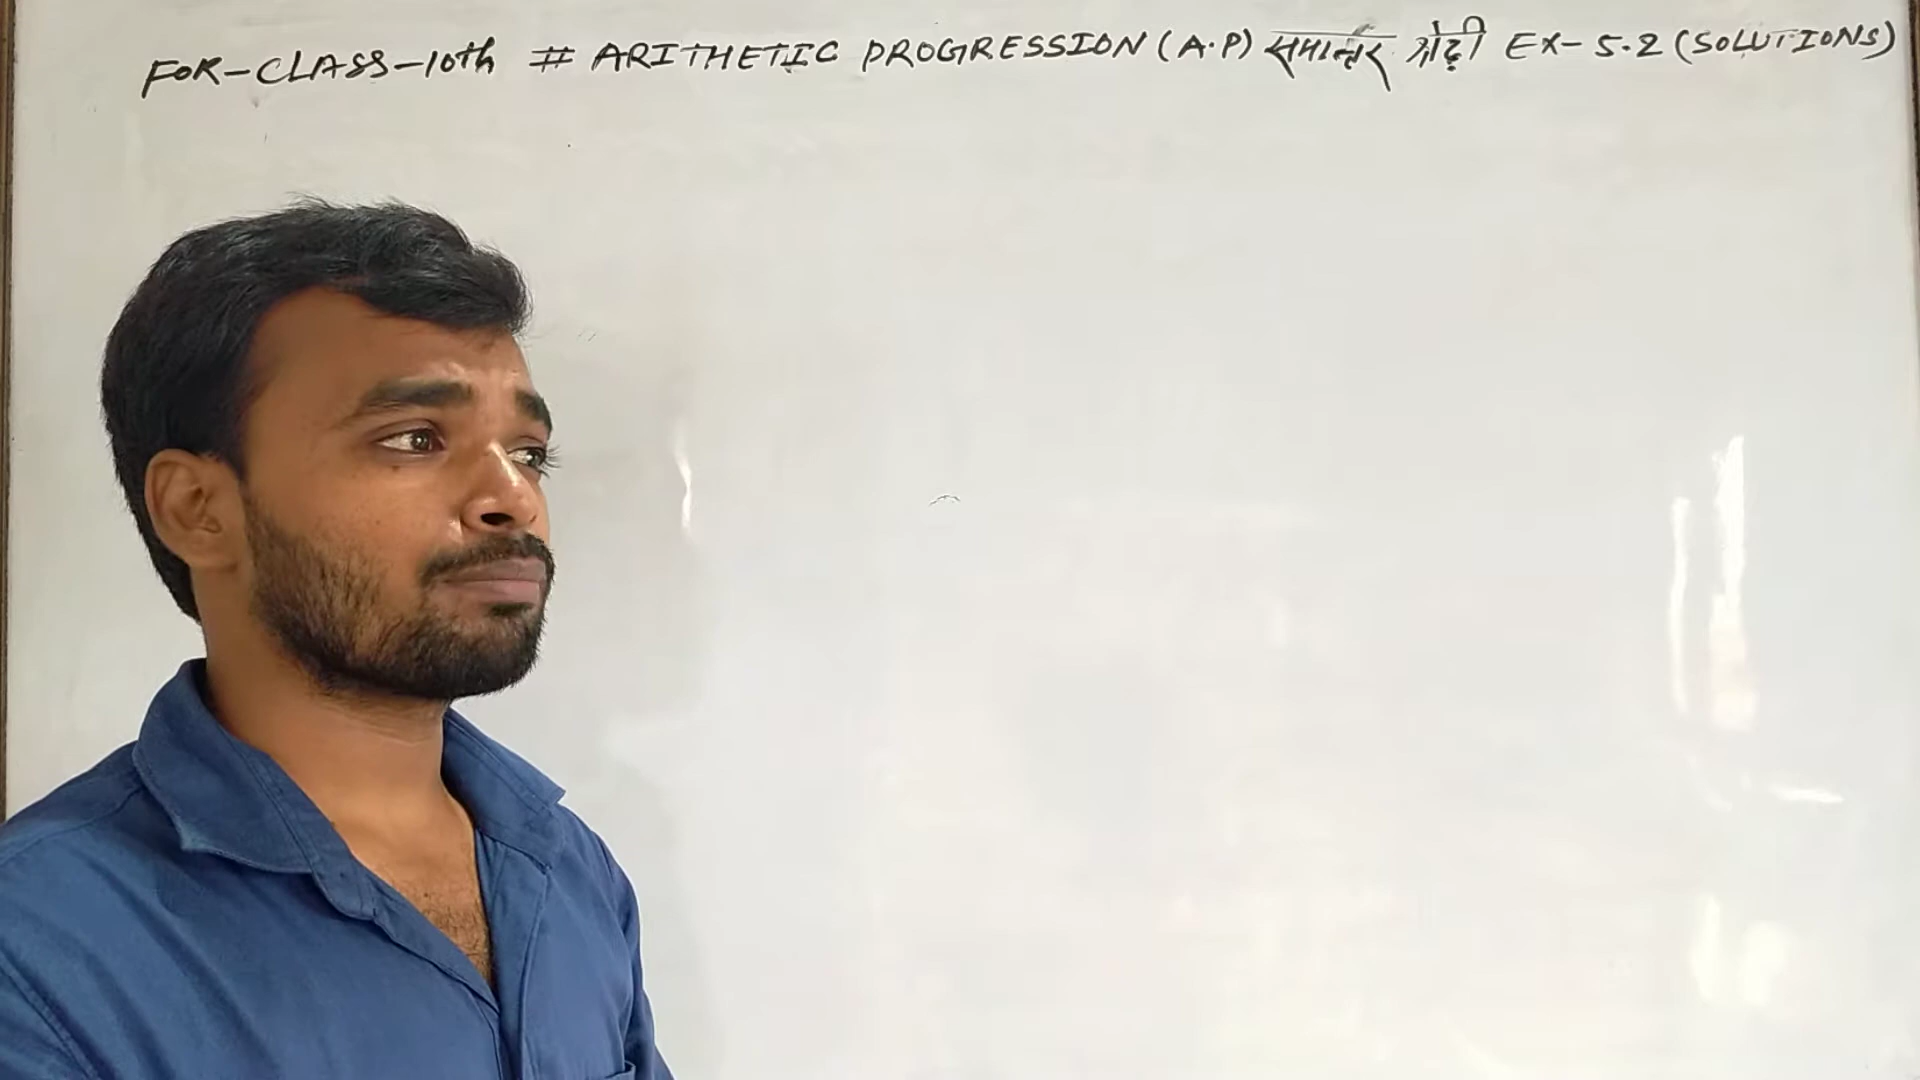 FOR-CLASS-10th # ARITHETIC PROGRESSION (A.P) समान्तर श्रेढ़ी EX- 5.2 (SOLUTIONS)